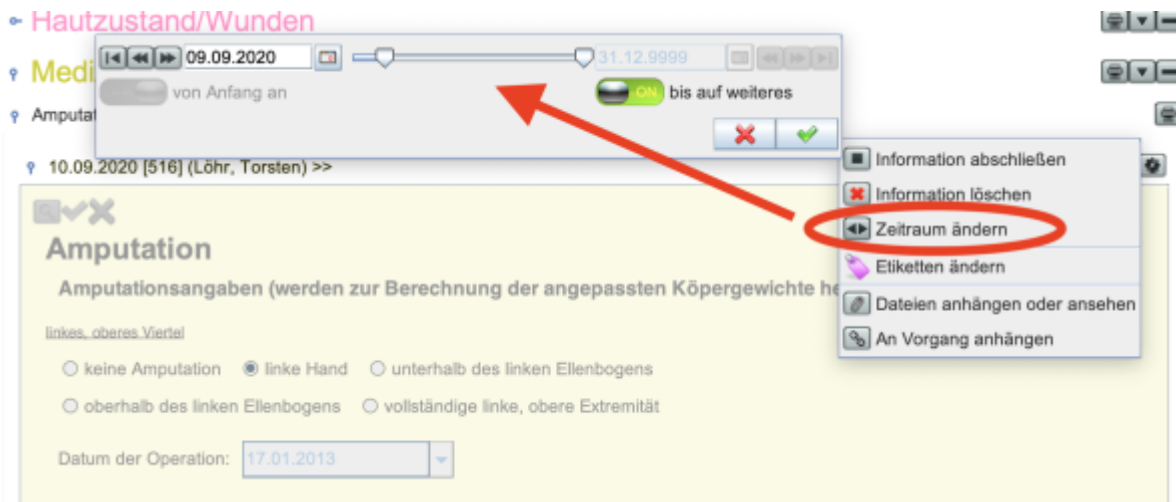 Hautzustand/Wunden
09.09.2020
31.12.9999
Medi
von Anfang an
ON bis auf weiteres
Amputat
10.09.2020 [516] (Löhr, Torsten) >>
Information abschließen
Information löschen
Zeitraum ändern
Etiketten ändern
Dateien anhängen oder ansehen
An Vorgang anhängen
Amputation
Amputationsangaben (werden zur Berechnung der angepassten Köpergewichte he
linkes, oberes Viertel
keine Amputation linke Hand unterhalb des linken Ellenbogens
oberhalb des linken Ellenbogens vollständige linke, obere Extremität
Datum der Operation: 17.01.2013